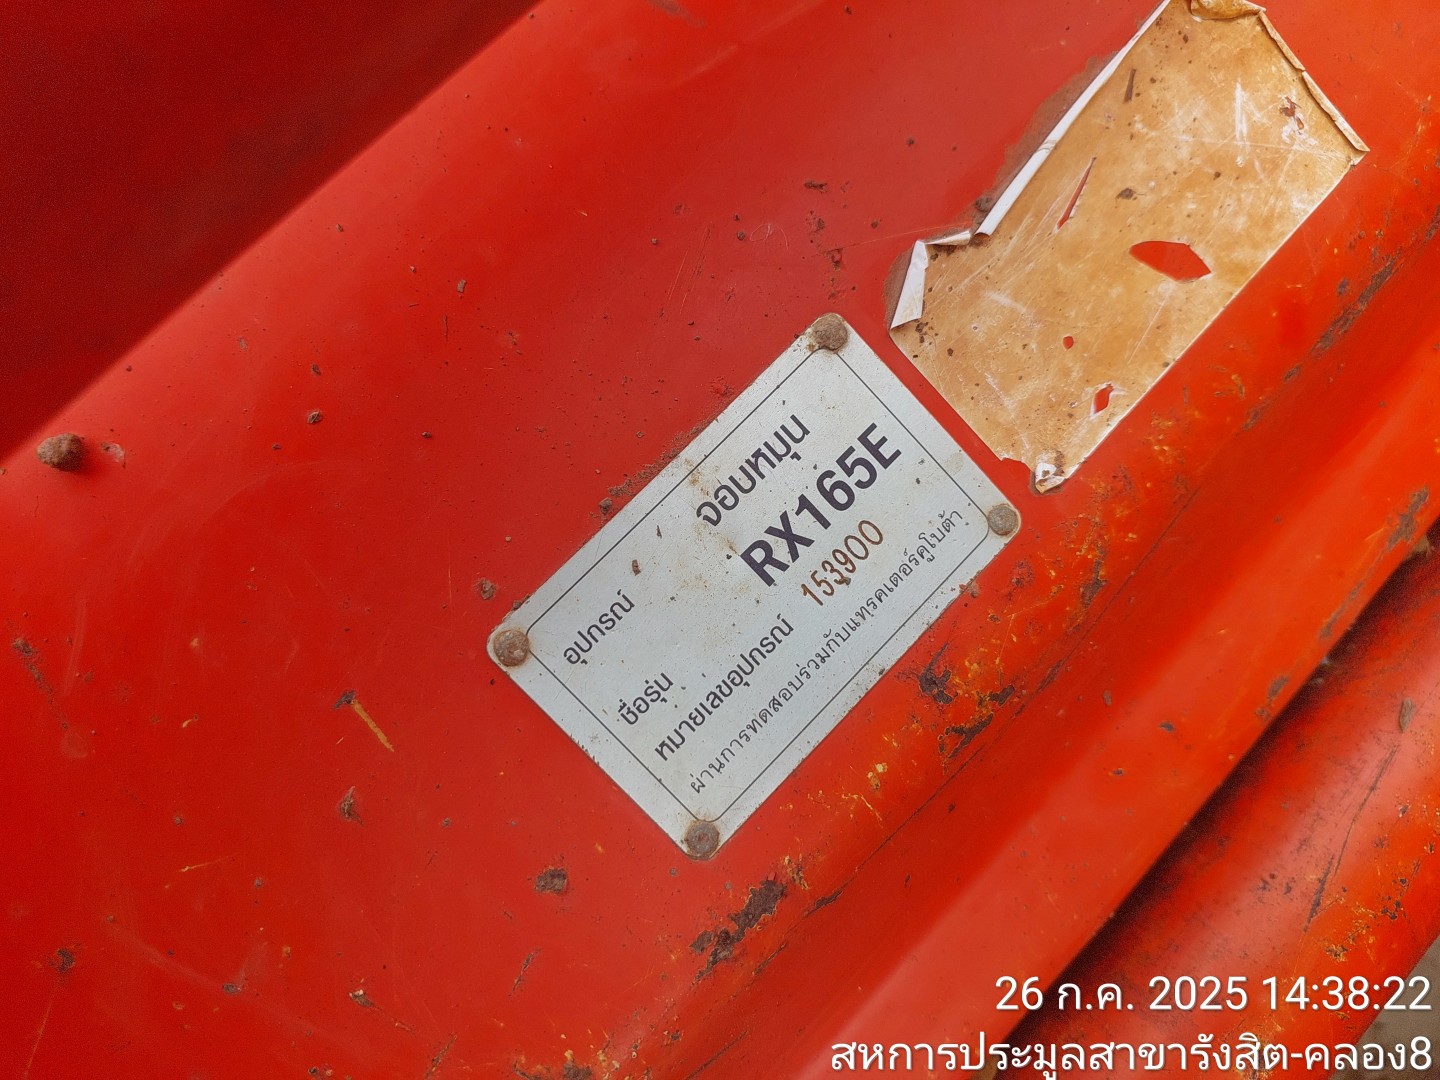 อุปกรณ์ จอบหมุน
ชื่อรุ่น RX165E
หมายเลขอุปกรณ์ 153900
ผ่านการทดสอบร่วมกับแทรคเตอร์คูโบต้า
26 ก.ค. 2025 14:38:22
สหการประมูลสาขารังสิต-คลอง8